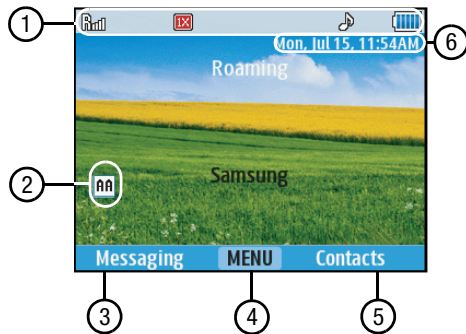 1 R 1X
Mon, Jul 15, 11:54AM 6
Roaming
Samsung
2 AA
Messaging MENU Contacts
3 4 5